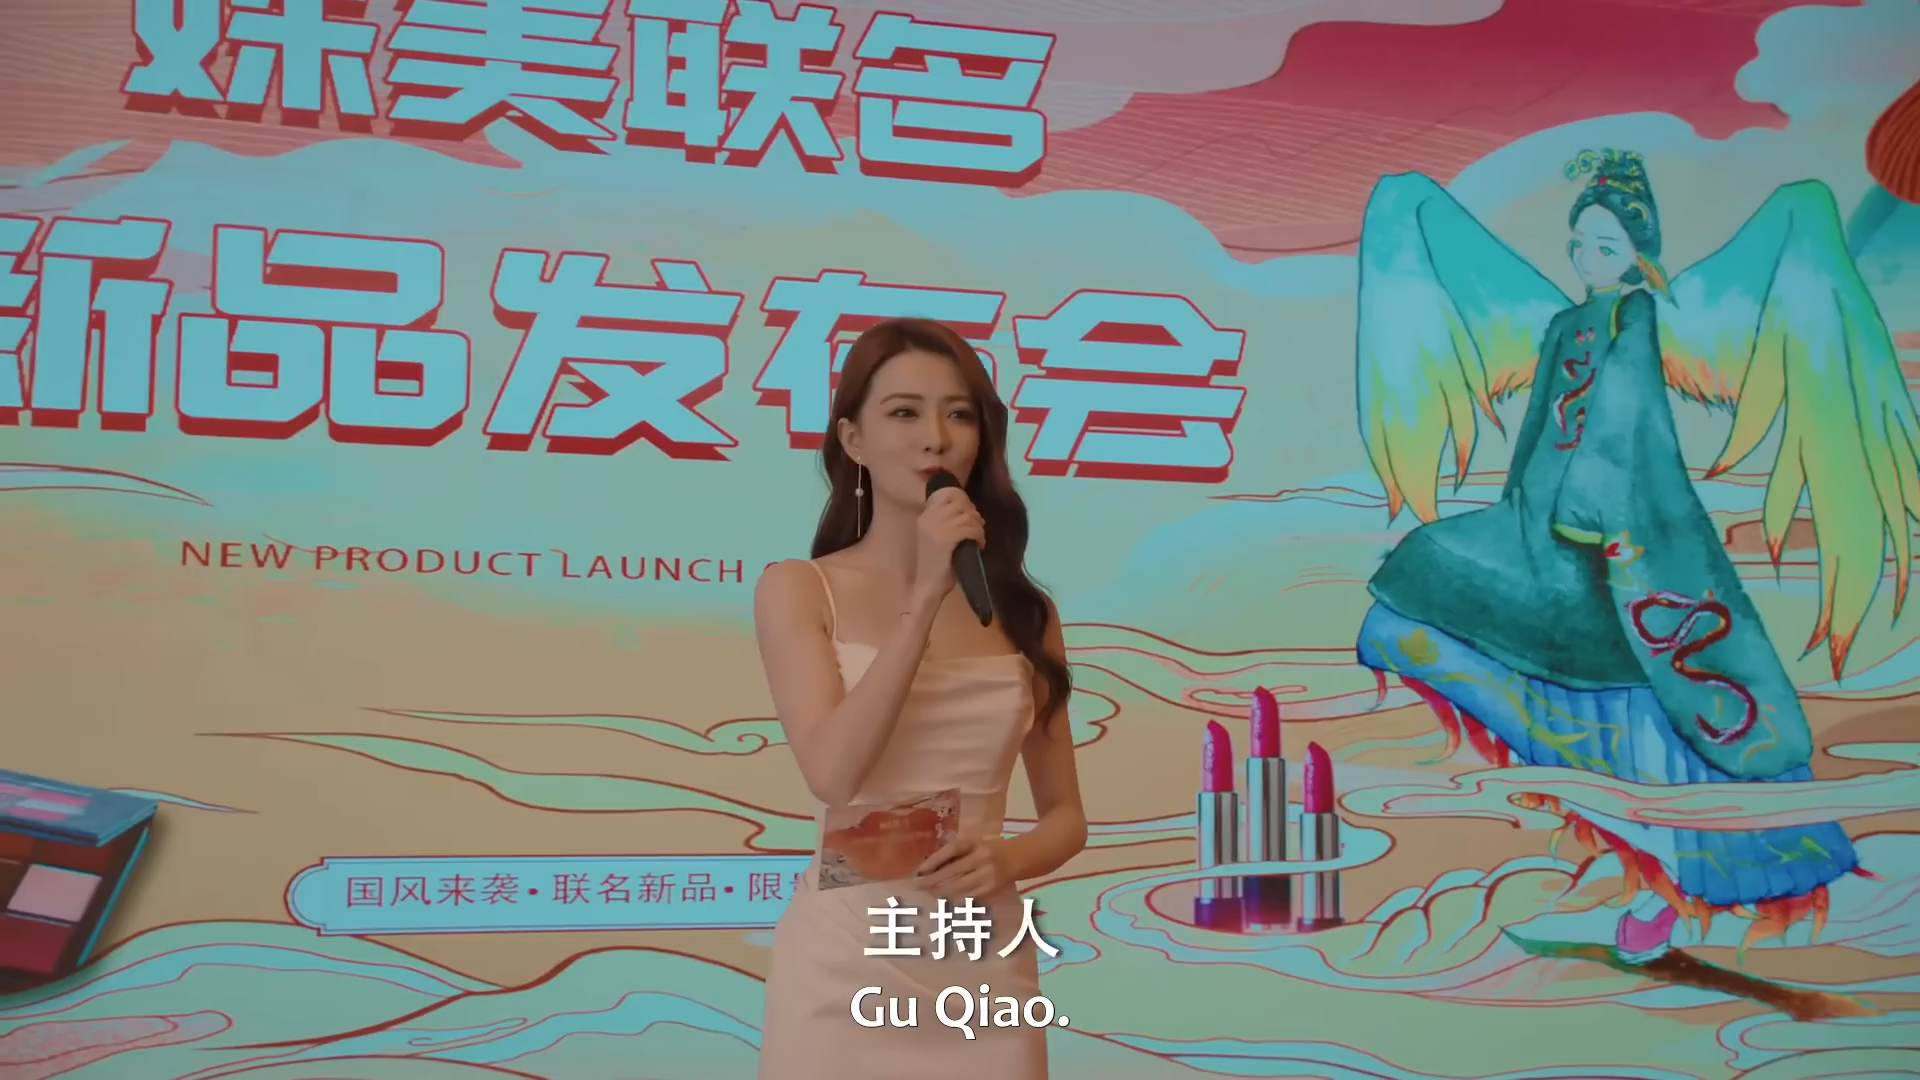 姝美联名
新品发布会
NEW PRODUCT LAUNCH
国风来袭·联名新品·限
主持人
Gu Qiao.